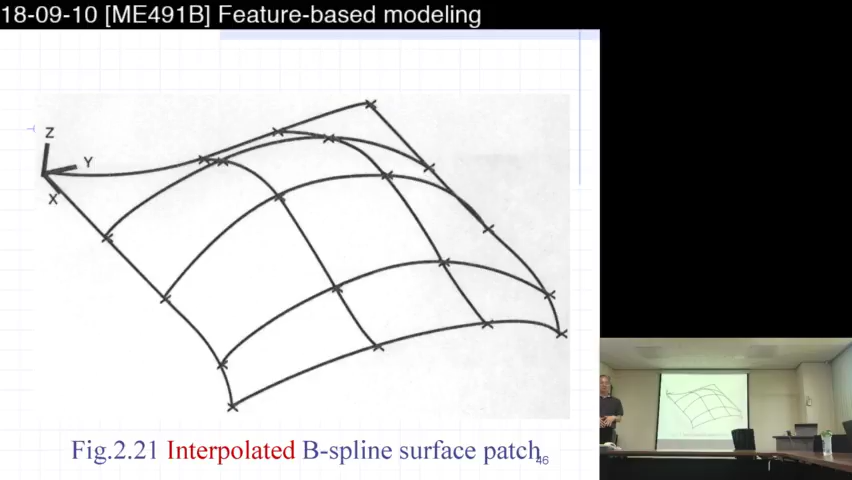 18-09-10 [ME491B] Feature-based modeling
Z
Y
X
Fig.2.21 Interpolated B-spline surface patch
46